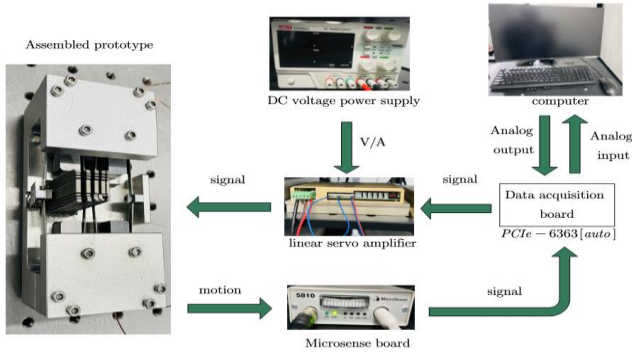 Assembled prototype
DC voltage power supply
computer
V/A
Analog
output
Analog
input
signal
signal
Data acquisition
board
PCIe − 6363[auto]
linear servo amplifier
motion
5810
MicroSense
signal
Microsense board